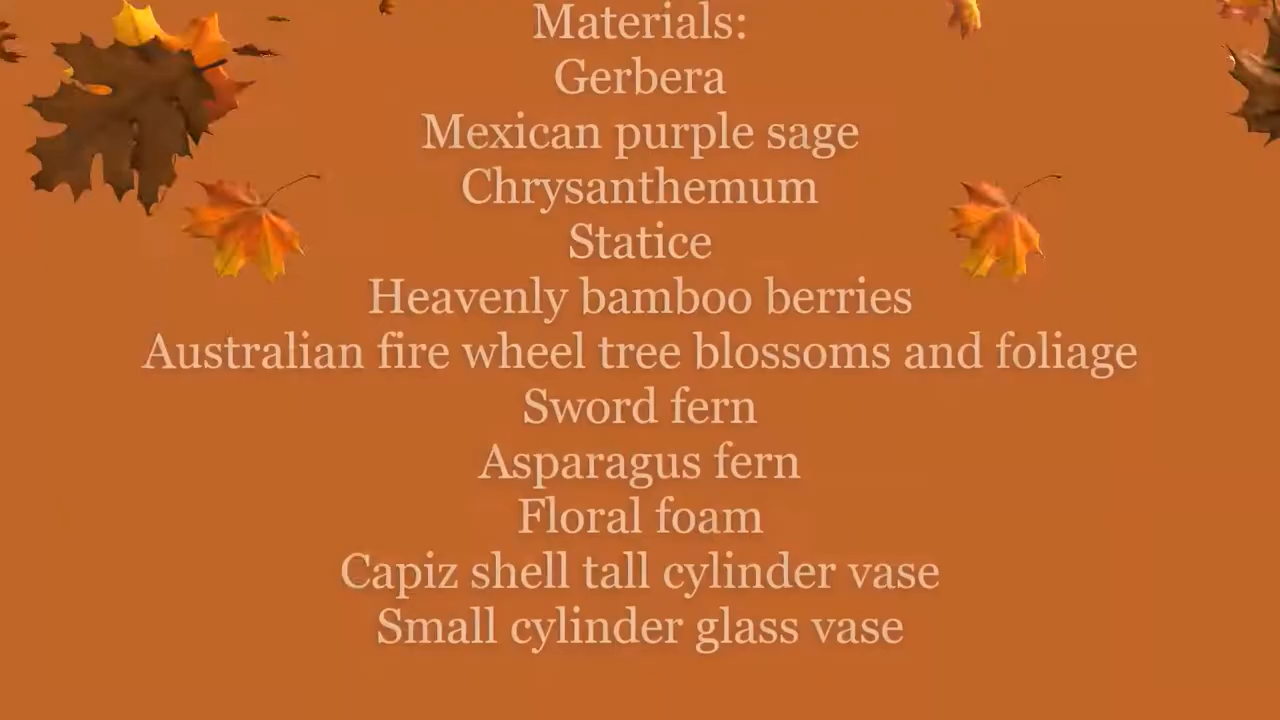 Materials:
Gerbera
Mexican purple sage
Chrysanthemum
Statice
Heavenly bamboo berries
Australian fire wheel tree blossoms and foliage
Sword fern
Asparagus fern
Floral foam
Capiz shell tall cylinder vase
Small cylinder glass vase